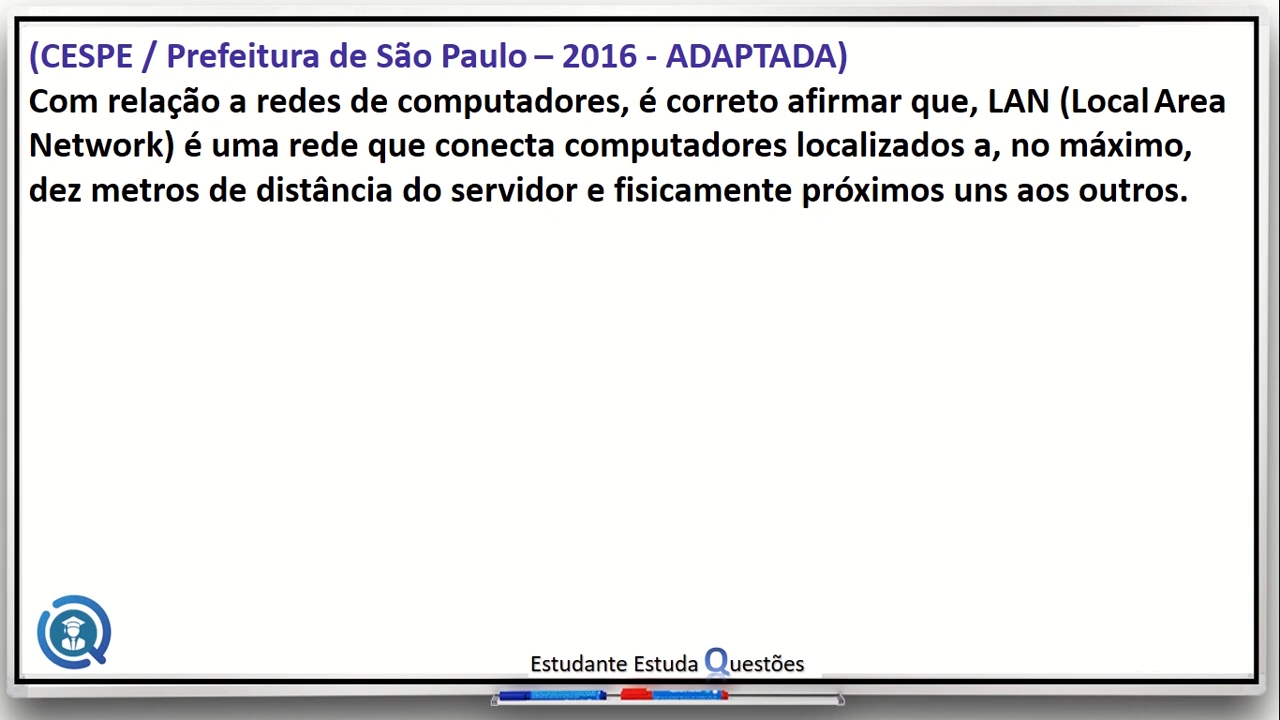 (CESPE / Prefeitura de São Paulo – 2016 - ADAPTADA)
Com relação a redes de computadores, é correto afirmar que, LAN (Local Area
Network) é uma rede que conecta computadores localizados a, no máximo,
dez metros de distância do servidor e fisicamente próximos uns aos outros.
Estudante Estuda Questões